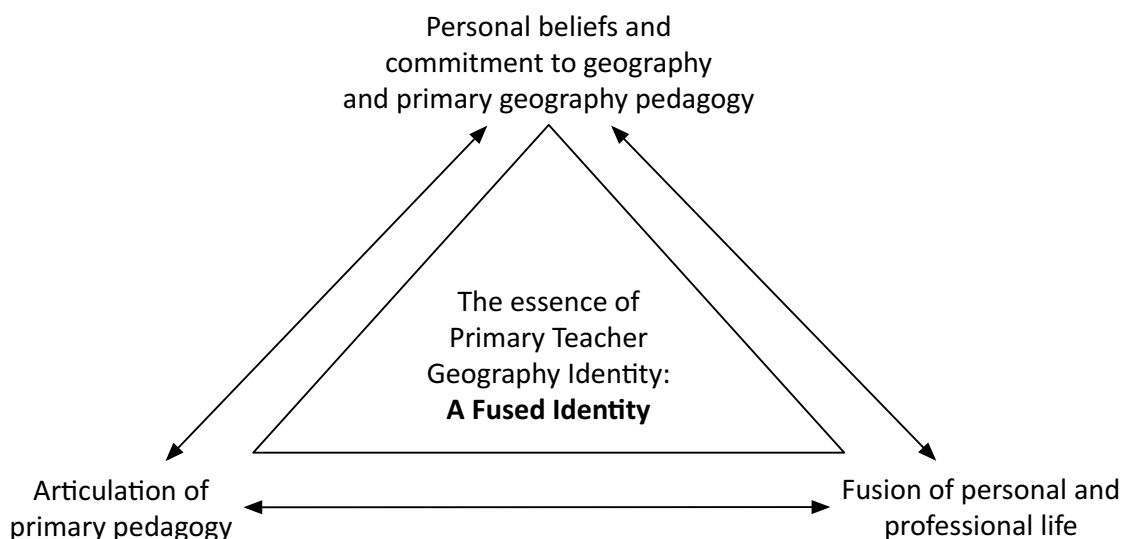 Personal beliefs and
commitment to geography
and primary geography pedagogy
The essence of
Primary Teacher
Geography Identity:
A Fused Identity
Articulation of
primary pedagogy
Fusion of personal and
professional life